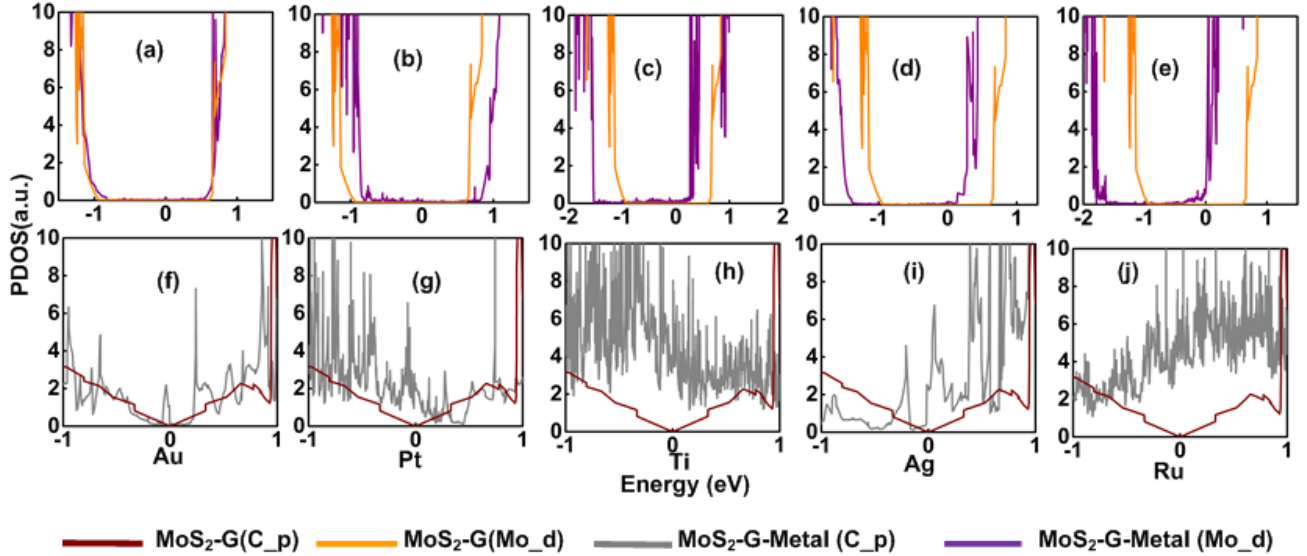 PDOS(a.u.)
10 8 6 4 2 0
(a) (b) (c) (d) (e)
-1 0 1
-1 0 1
-2 -1 0 1 2
-1 0 1
-2 -1 0 1
10 8 6 4 2 0
(f) (g) (h) (i) (j)
-1 0 1
-1 0 1
-1 0 1
-1 0 1
-1 0 1
Au Pt Ti Ag Ru
Energy (eV)
MoS₂-G(C_p) MoS₂-G(Mo_d) MoS₂-G-Metal (C_p) MoS₂-G-Metal (Mo_d)